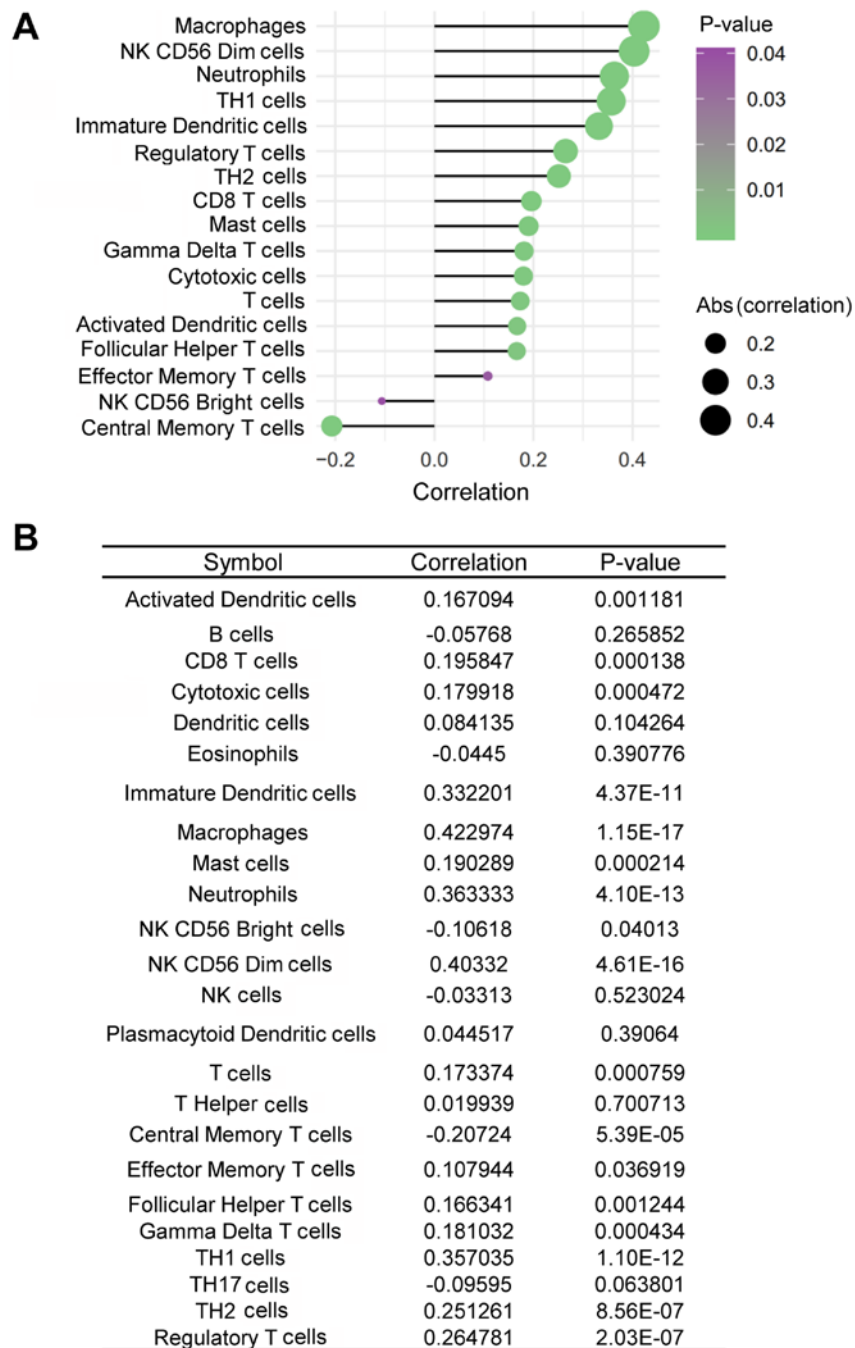 A
Macrophages
NK CD56 Dim cells
Neutrophils
TH1 cells
Immature Dendritic cells
Regulatory T cells
TH2 cells
CD8 T cells
Mast cells
Gamma Delta T cells
Cytotoxic cells
T cells
Activated Dendritic cells
Follicular Helper T cells
Effector Memory T cells
NK CD56 Bright cells
Central Memory T cells
−0.2 0.0 0.2 0.4
Correlation
P-value
0.04
0.03
0.02
0.01
Abs (correlation)
0.2
0.3
0.4
B
Symbol Correlation P-value
Activated Dendritic cells 0.167094 0.001181
B cells -0.05768 0.265852
CD8 T cells 0.195847 0.000138
Cytotoxic cells 0.179918 0.000472
Dendritic cells 0.084135 0.104264
Eosinophils -0.0445 0.390776
Immature Dendritic cells 0.332201 4.37E-11
Macrophages 0.422974 1.15E-17
Mast cells 0.190289 0.000214
Neutrophils 0.363333 4.10E-13
NK CD56 Bright cells -0.10618 0.04013
NK CD56 Dim cells 0.40332 4.61E-16
NK cells -0.03313 0.523024
Plasmacytoid Dendritic cells 0.044517 0.39064
T cells 0.173374 0.000759
T Helper cells 0.019939 0.700713
Central Memory T cells -0.20724 5.39E-05
Effector Memory T cells 0.107944 0.036919
Follicular Helper T cells 0.166341 0.001244
Gamma Delta T cells 0.181032 0.000434
TH1 cells 0.357035 1.10E-12
TH17 cells -0.09595 0.063801
TH2 cells 0.251261 8.56E-07
Regulatory T cells 0.264781 2.03E-07